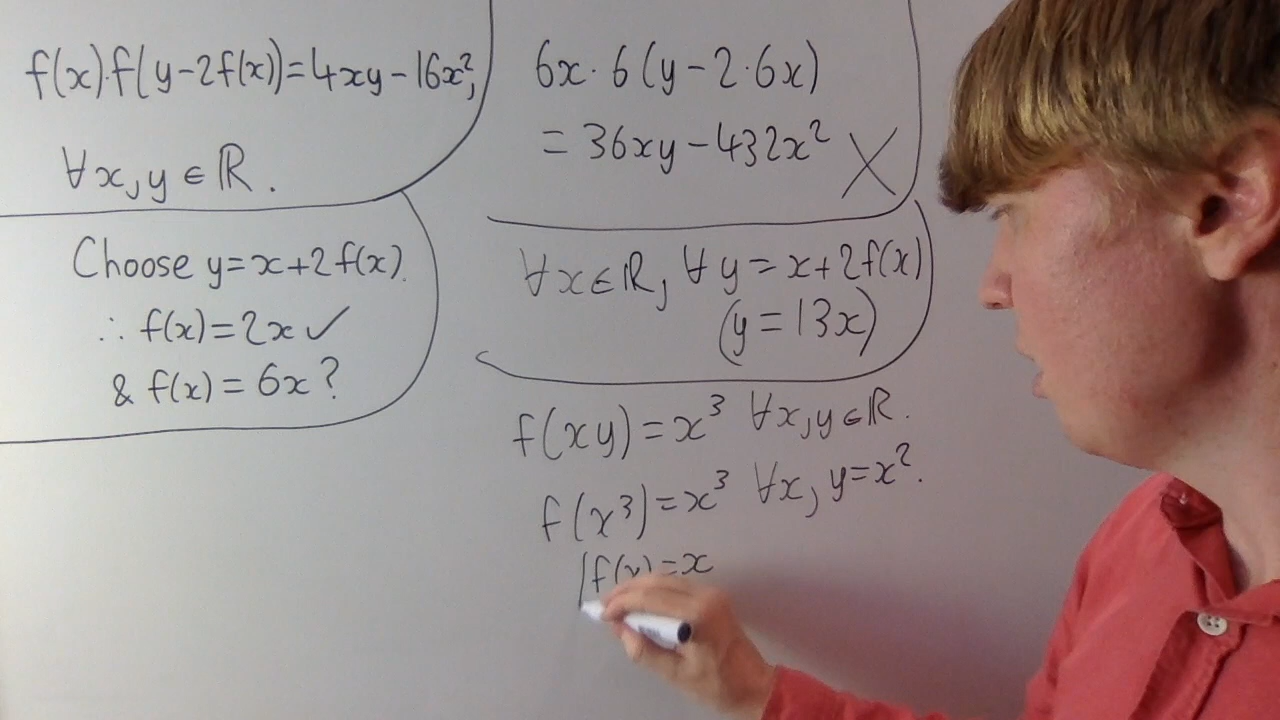 f(x)·f(y-2f(x))=4xy-16x²,
∀x,y∈ℝ.
Choose y=x+2f(x).
∴ f(x)=2x✓
& f(x)=6x?
6x·6(y-2·6x)
=36xy-432x² X
∀x∈ℝ, ∀y=x+2f(x)
(y=13x)
f(xy)=x³ ∀x,y∈ℝ.
f(x³)=x³ ∀x, y=x².
f(x)=x